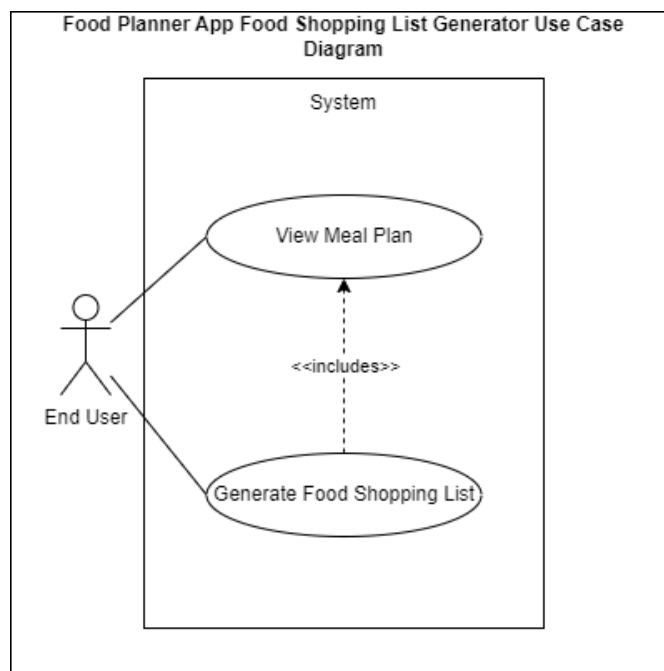 Food Planner App Food Shopping List Generator Use Case
Diagram
System
View Meal Plan
<<includes>>
End User
Generate Food Shopping List